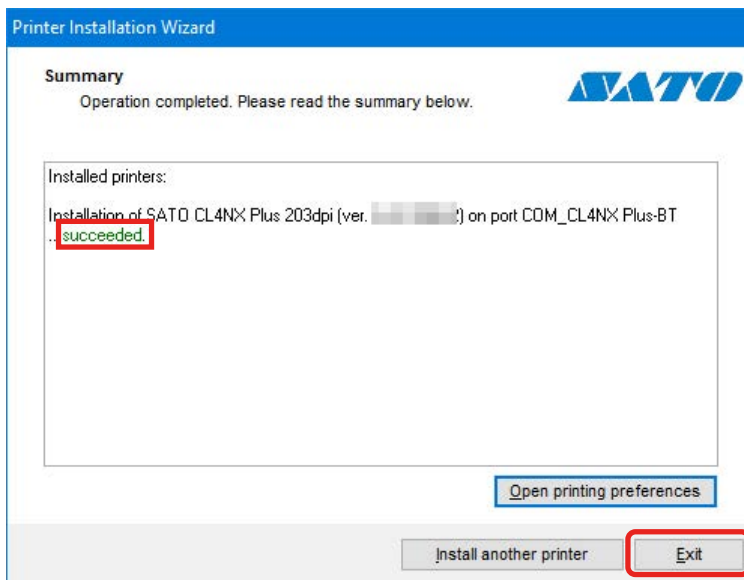 Printer Installation Wizard
Summary
Operation completed. Please read the summary below.
SATO
Installed printers:
Installation of SATO CL4NX Plus 203dpi (ver. ) on port COM_CL4NX Plus-BT
... succeeded.
Open printing preferences
Install another printer
Exit